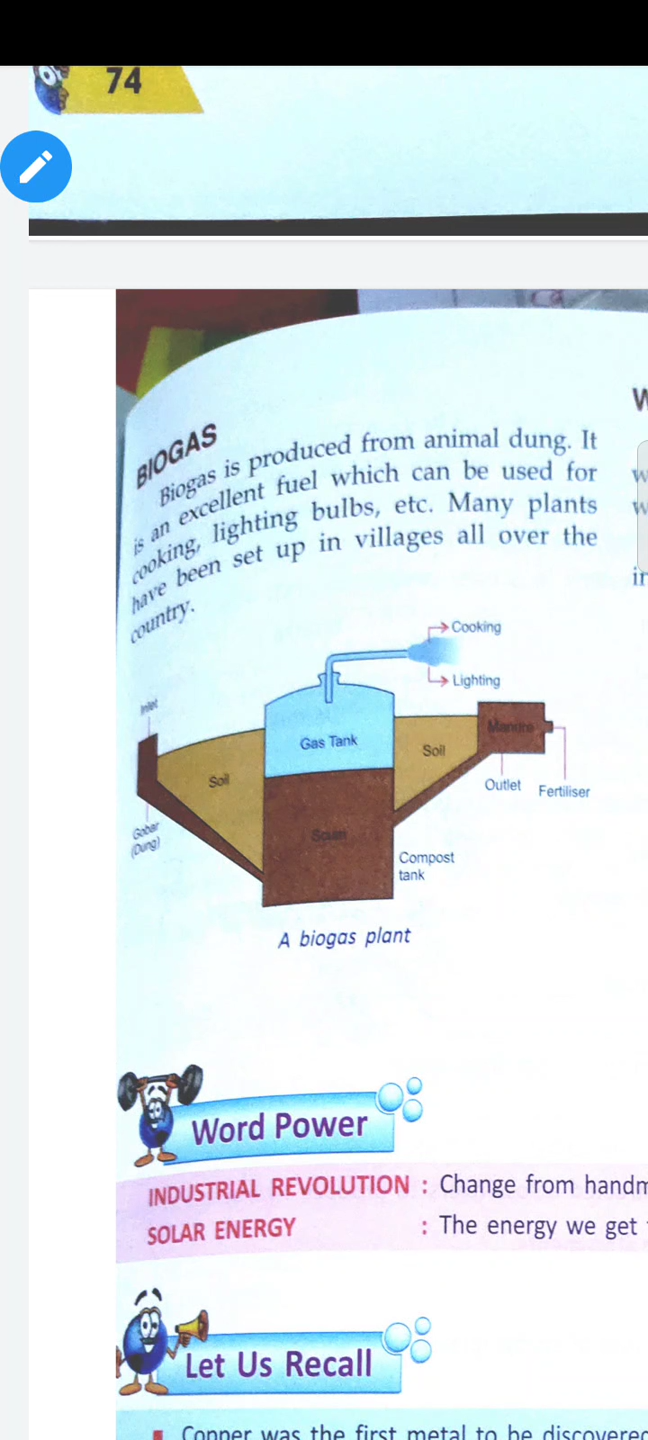 74
BIOGAS
Biogas is produced from animal dung. It
is an excellent fuel which can be used for
cooking, lighting bulbs, etc. Many plants
have been set up in villages all over the
country.
Cooking
Lighting
Inlet
Gas Tank
Soil
Soil
Manure
Outlet
Fertiliser
Gobar
(Dung)
Compost
tank
A biogas plant
Word Power
INDUSTRIAL REVOLUTION : Change from handm
SOLAR ENERGY : The energy we get
Let Us Recall
Copper was the first metal to be discovered